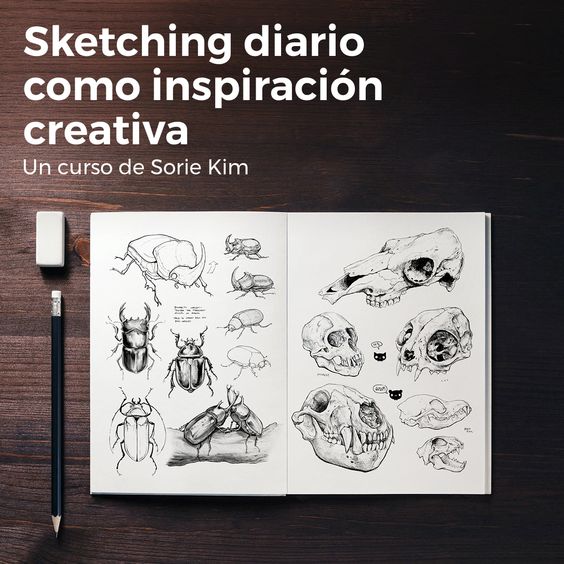 Sketching diario
como inspiración
creativa
Un curso de Sorie Kim